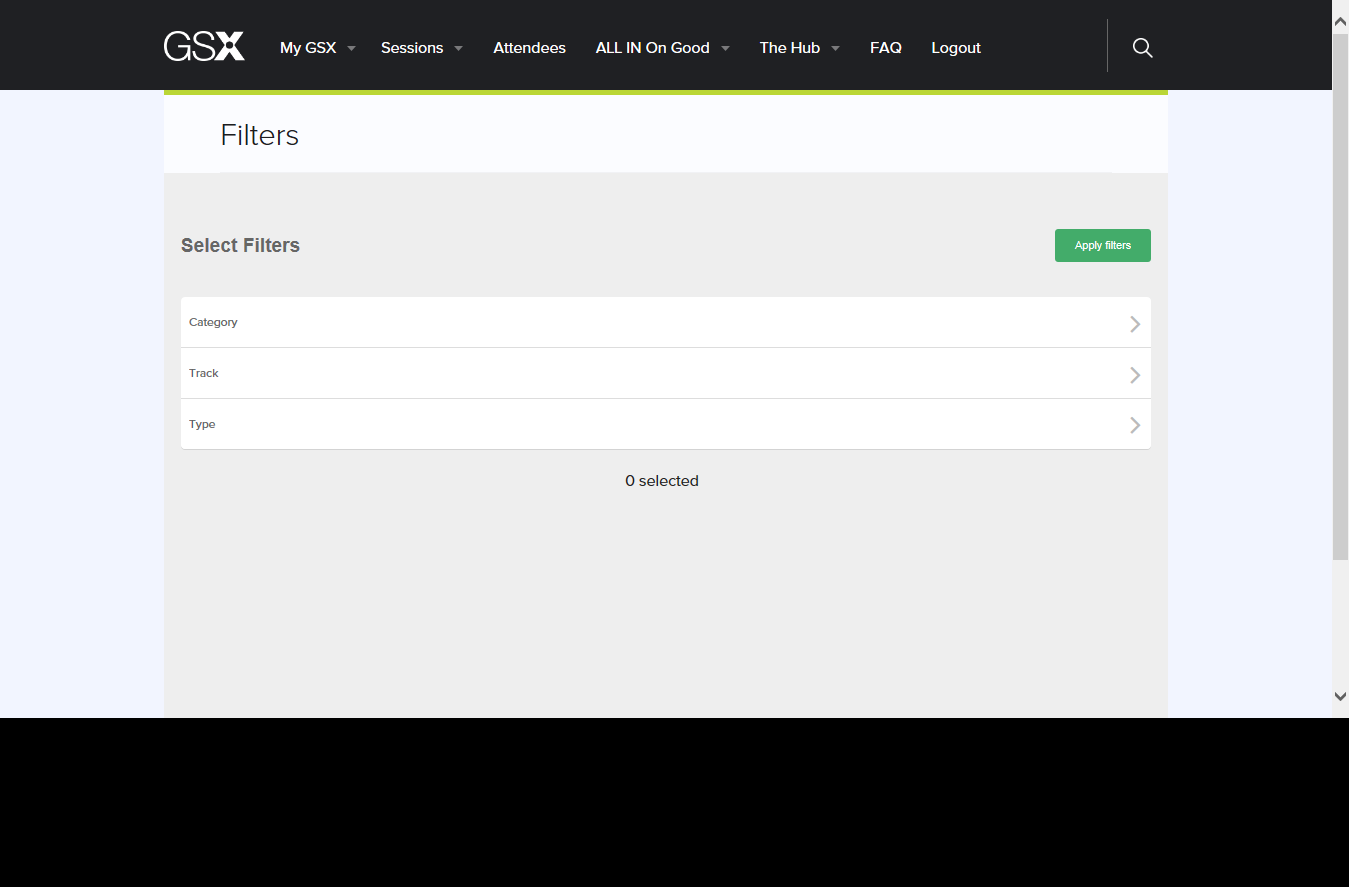 GSX My GSX Sessions Attendees ALL IN On Good The Hub FAQ Logout
Filters
Select Filters
Apply filters
Category
Track
Type
0 selected